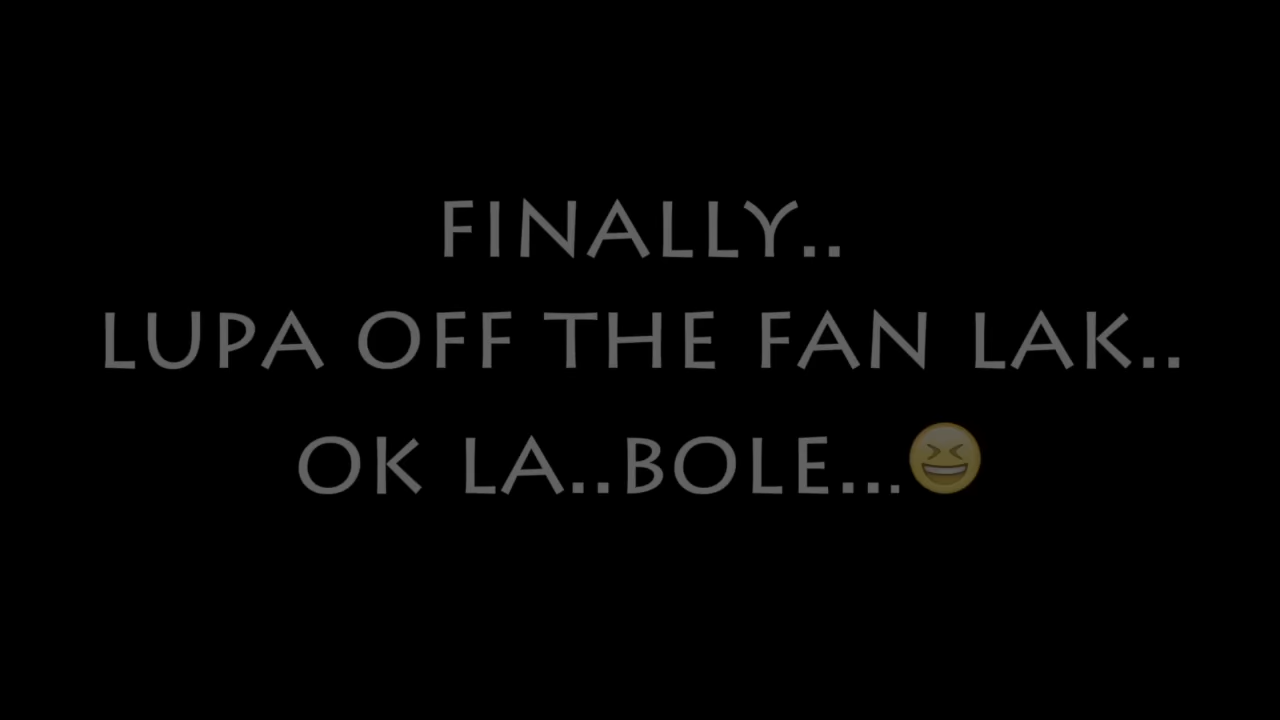 FINALLY..
LUPA OFF THE FAN LAK..
OK LA..BOLE...😆